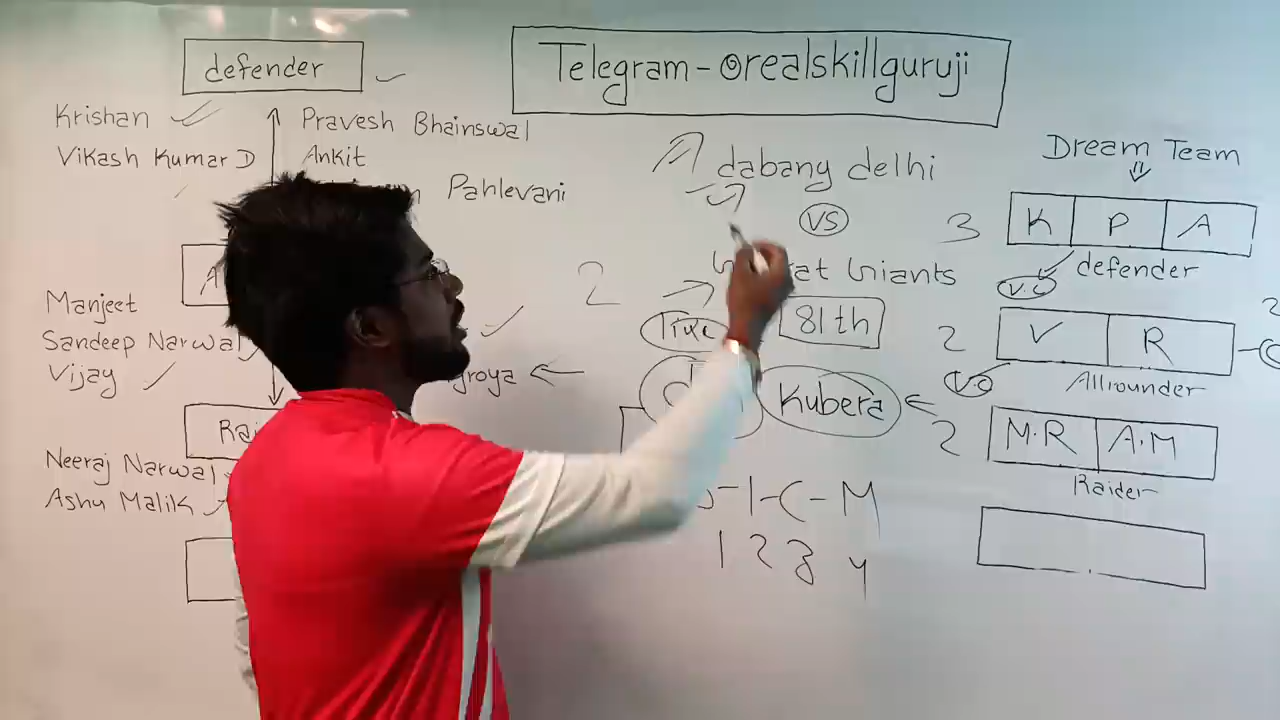 defender
Krishan
Vikash Kumar D
Pravesh Bhainswal
Ankit
Pahlevani
Manjeet
Sandeep Narwal
Vijay
Neeraj Narwal
Ashu Malik
Telegram - @realskillguruji
dabang delhi
VS
Giants
81th
Time
Kubera
1 2 3 4
Dream Team
3 K P A
defender
V.C
2 V R
Allrounder
2 M.R A.M
Raider
2